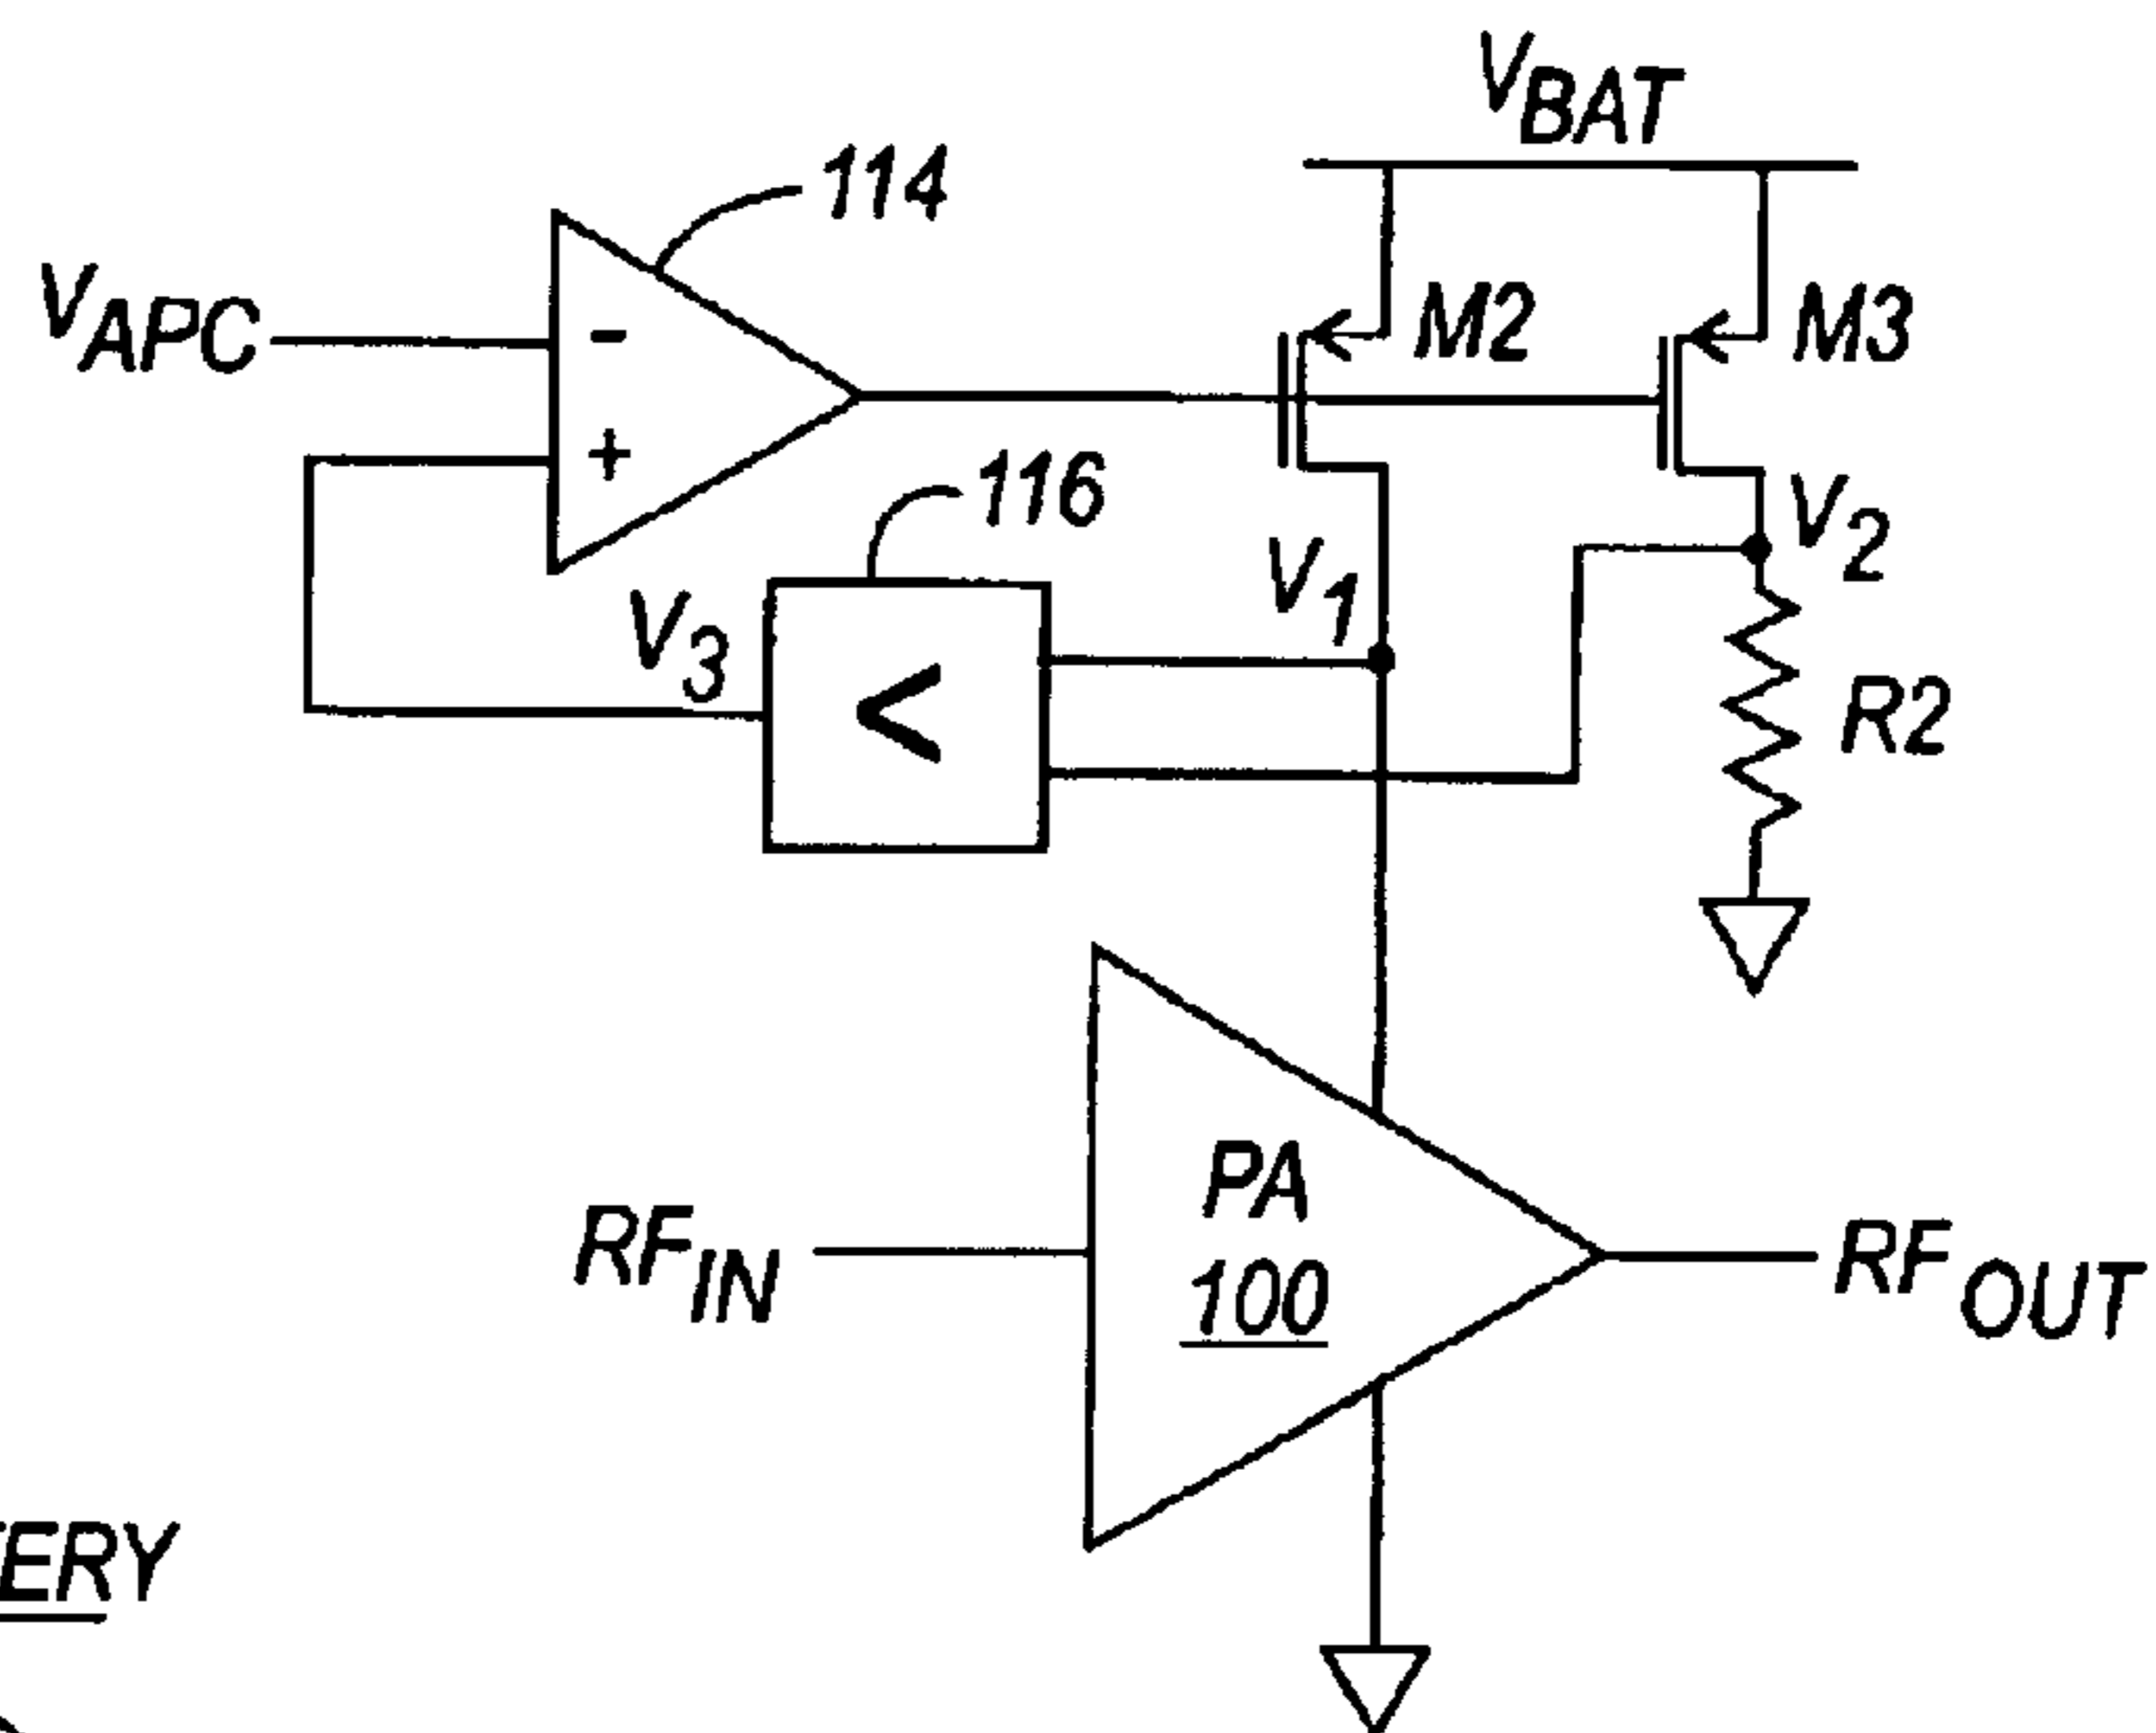 VBAT
114
VAPC
-
M2
M3
+
116
V1
V2
V3
<
R2
PA
100
RFIN
RFOUT
ERY